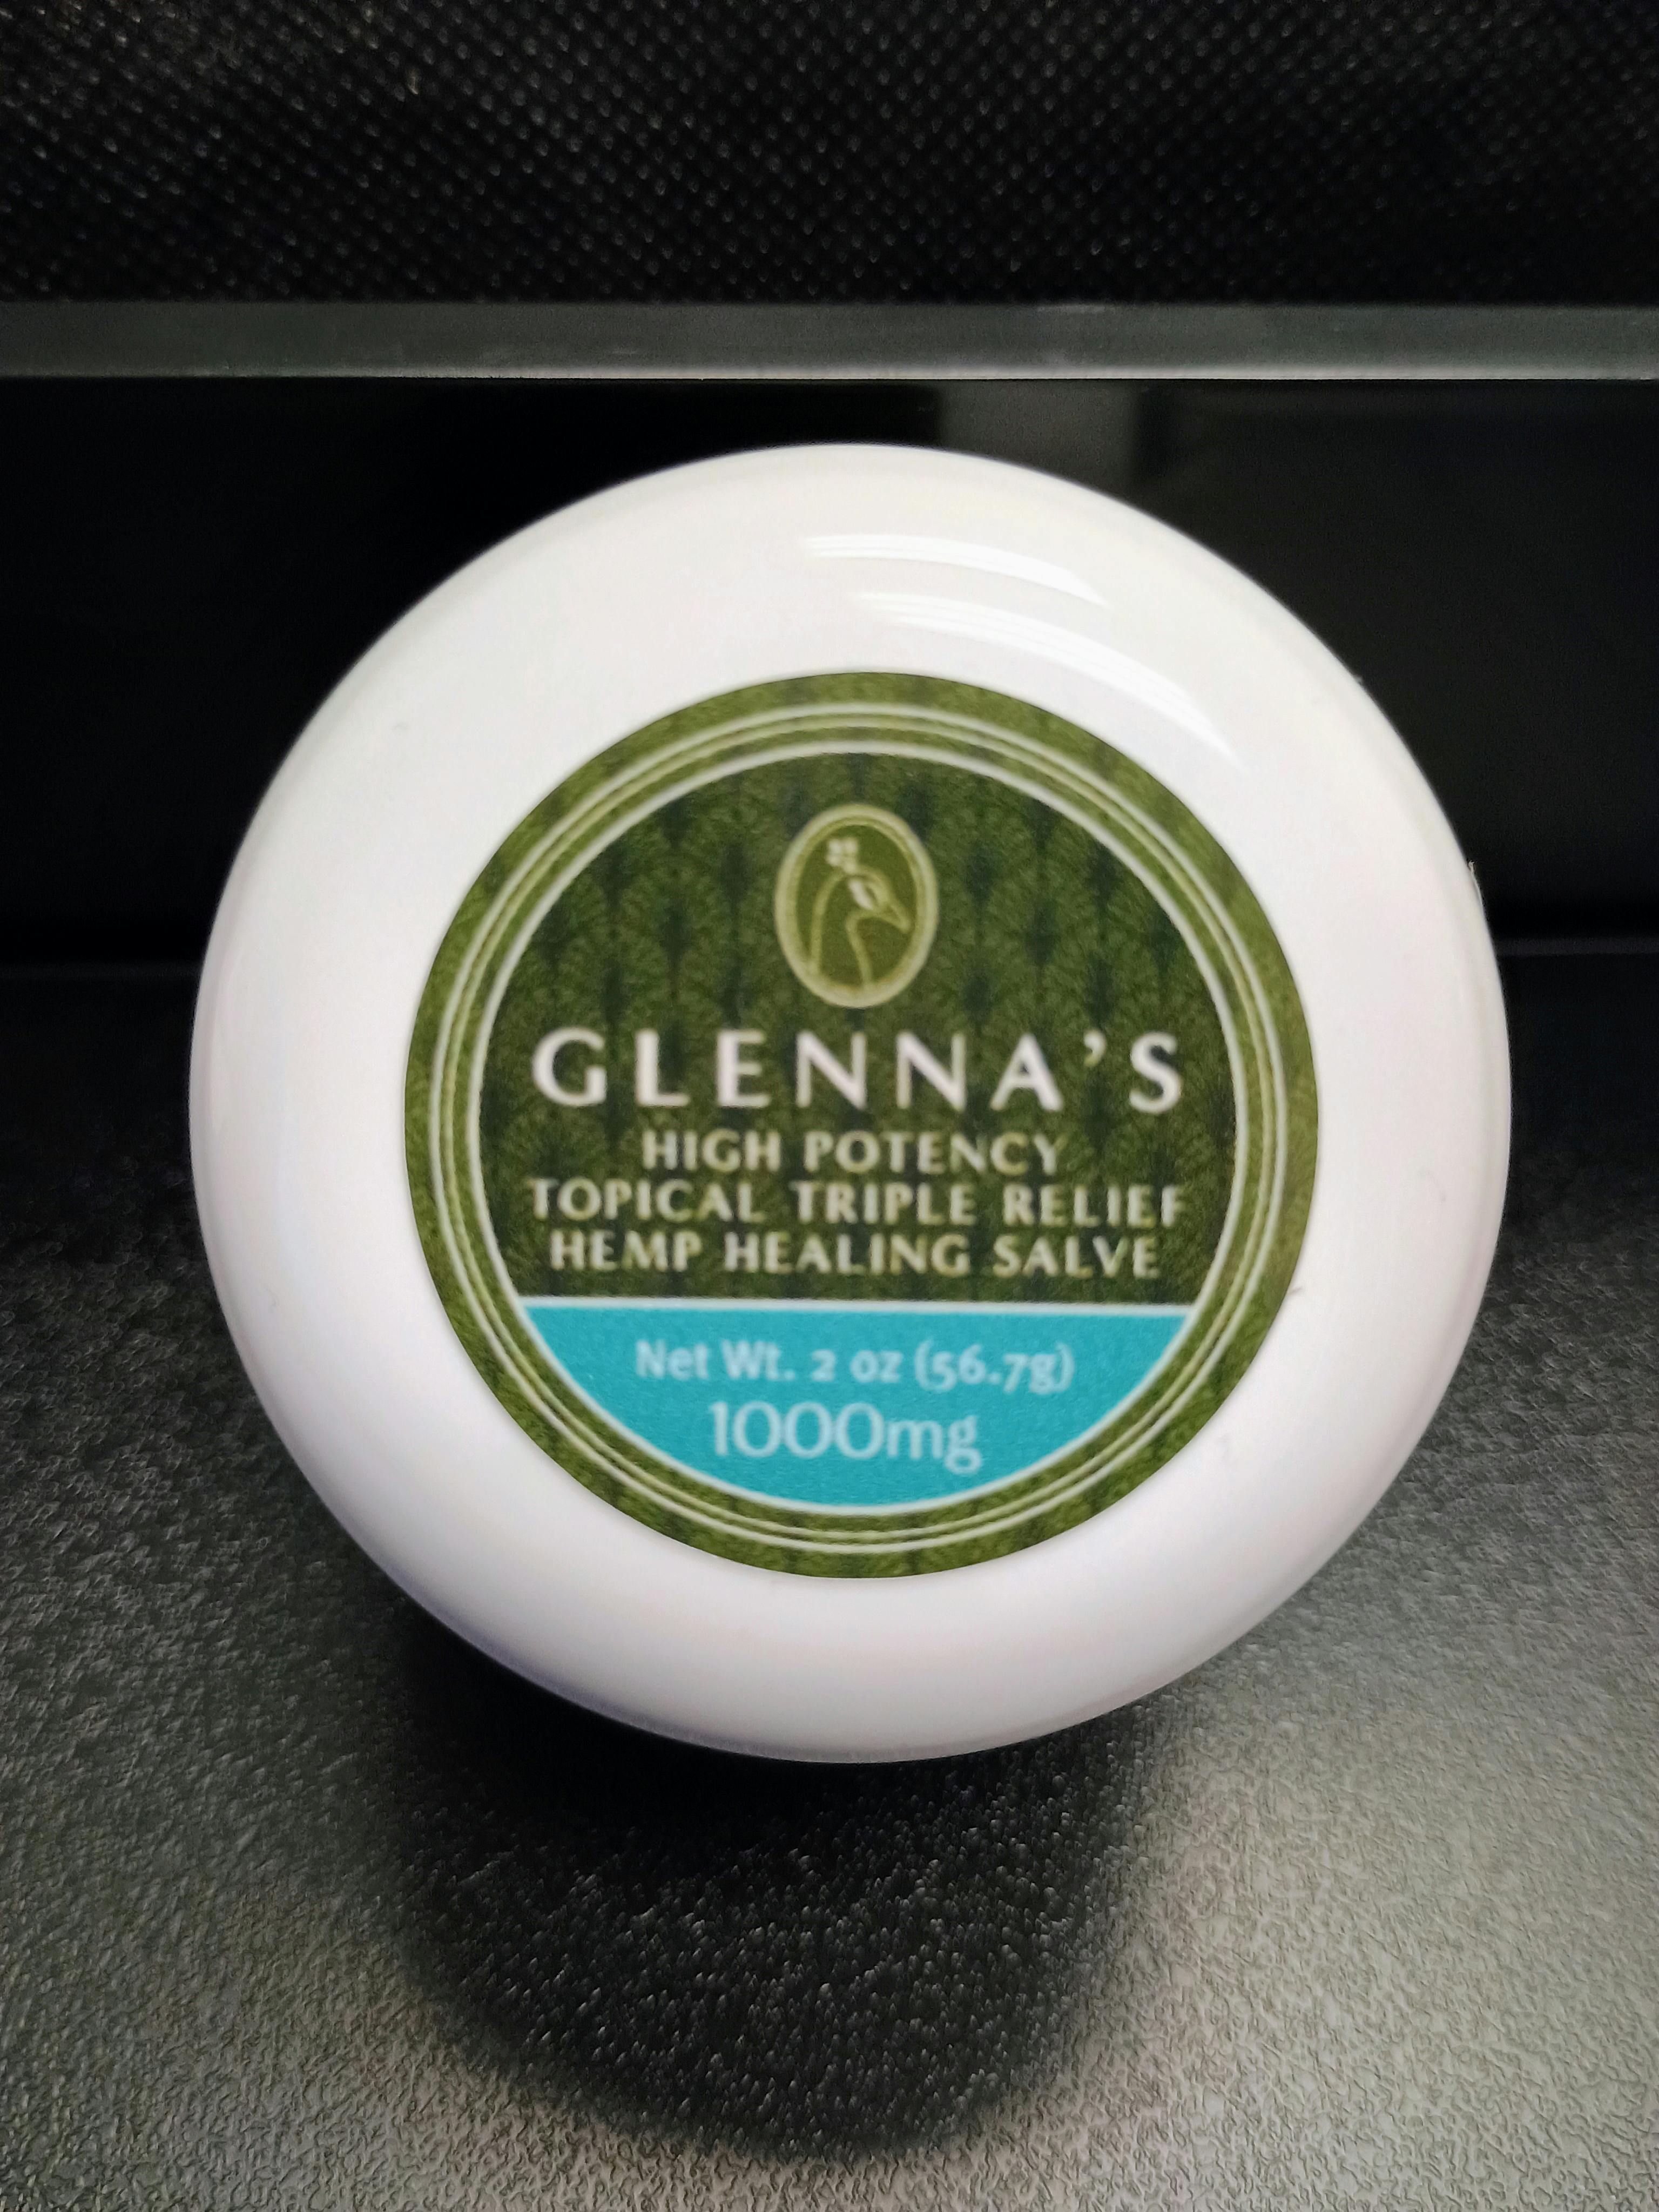 GLENNA'S
HIGH POTENCY
TOPICAL TRIPLE RELIEF
HEMP HEALING SALVE
Net Wt. 2 oz (56.7g)
1000mg